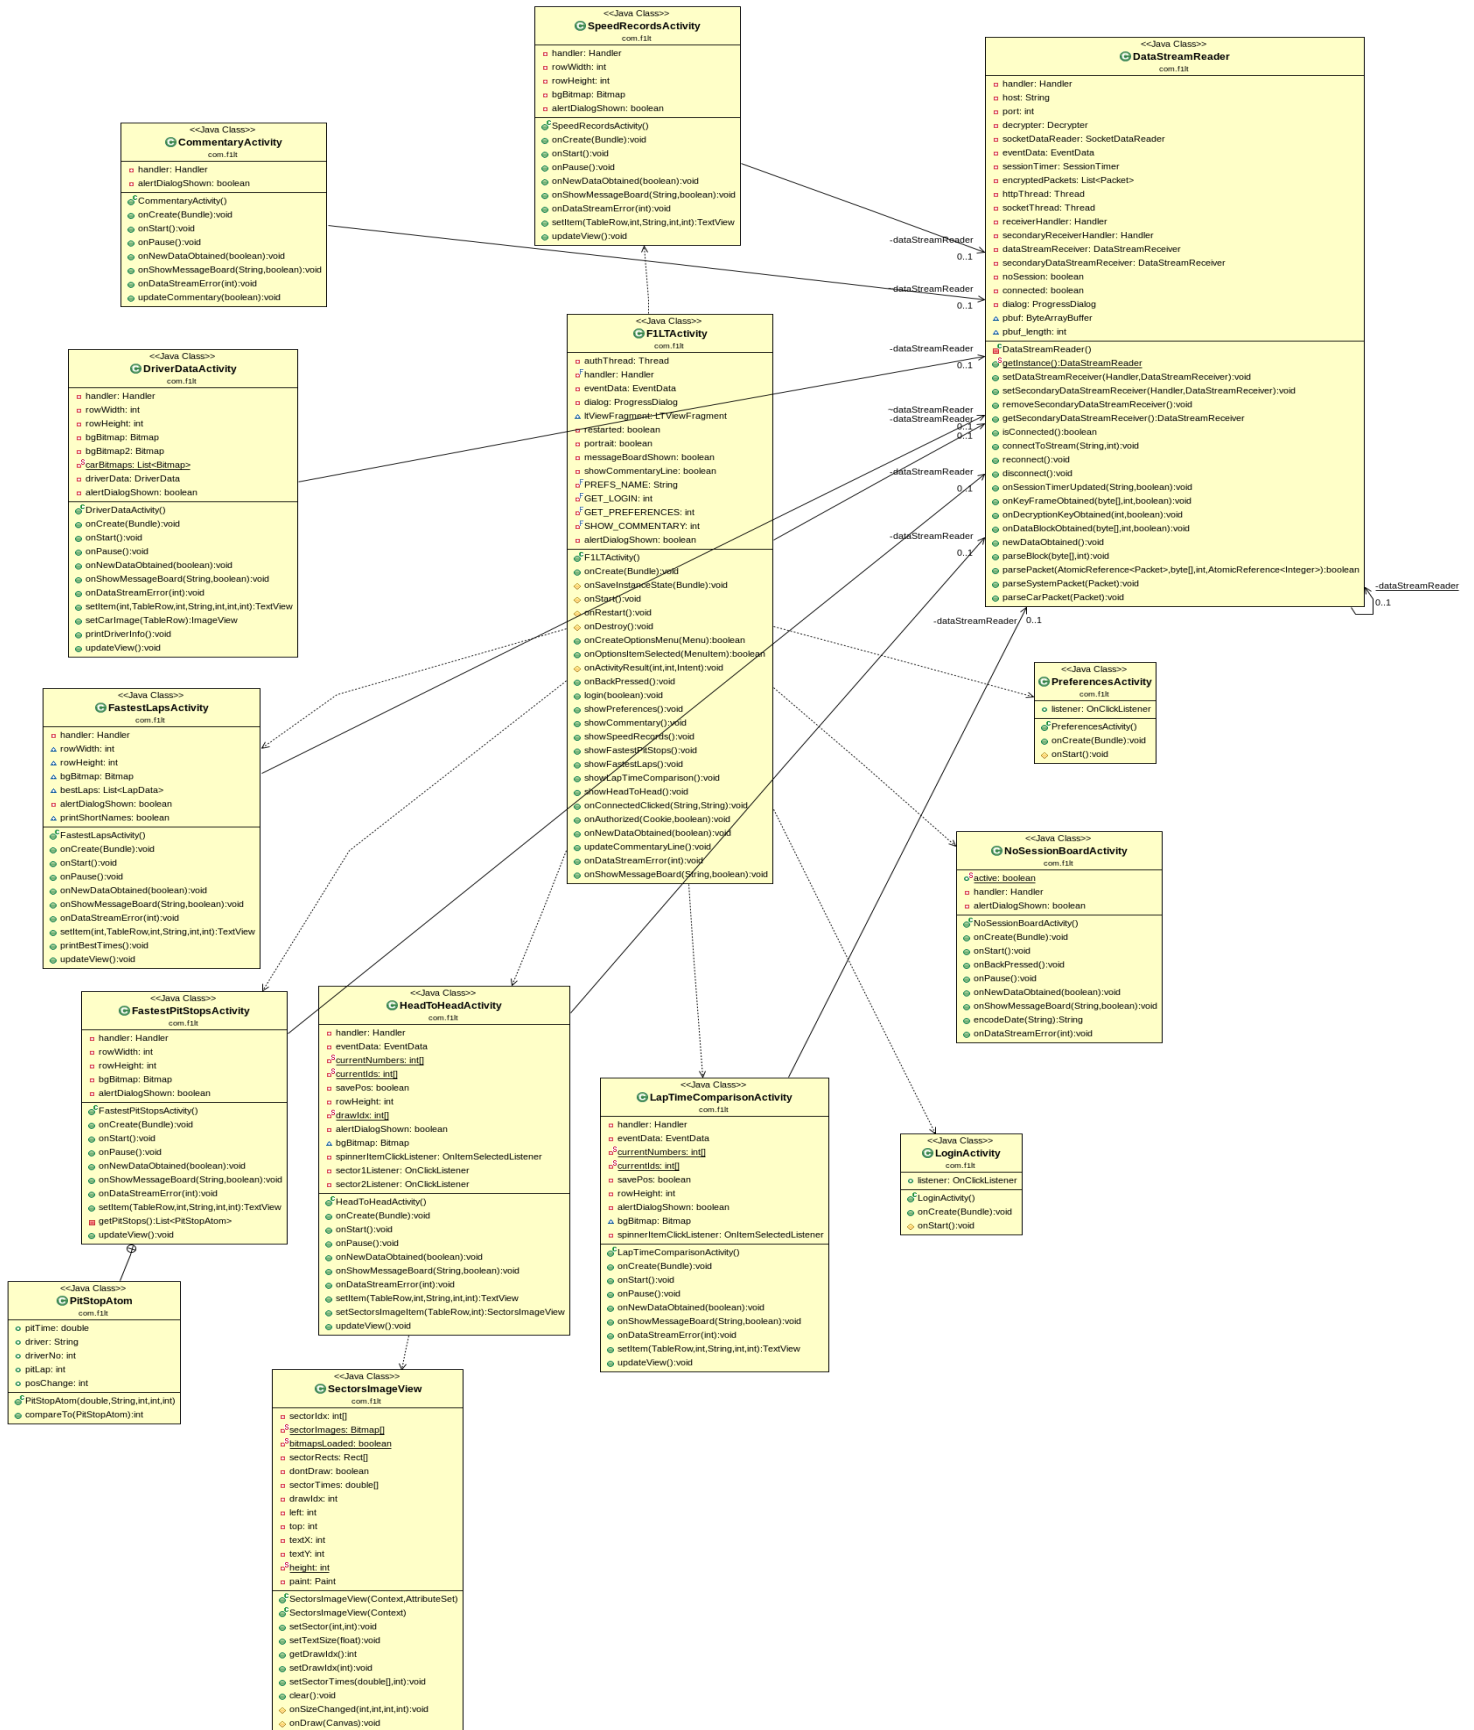 <<Java Class>>
SpeedRecordsActivity
com.f1lt
handler: Handler
rowWidth: int
rowHeight: int
bgBitmap: Bitmap
alertDialogShown: boolean
SpeedRecordsActivity()
onCreate(Bundle):void
onStart():void
onPause():void
onNewDataObtained(boolean):void
onShowMessageBoard(String,boolean):void
onDataStreamError(int):void
setItem(TableRow,int,String,int,int):TextView
updateView():void
<<Java Class>>
DataStreamReader
com.f1lt
handler: Handler
host: String
port: int
decrypter: Decrypter
socketDataReader: SocketDataReader
eventData: EventData
sessionTimer: SessionTimer
encryptedPackets: List<Packet>
httpThread: Thread
socketThread: Thread
receiverHandler: Handler
secondaryReceiverHandler: Handler
dataStreamReceiver: DataStreamReceiver
secondaryDataStreamReceiver: DataStreamReceiver
noSession: boolean
connected: boolean
dialog: ProgressDialog
pbuf: ByteArrayBuffer
pbuf_length: int
DataStreamReader()
getInstance():DataStreamReader
setDataStreamReceiver(Handler,DataStreamReceiver):void
setSecondaryDataStreamReceiver(Handler,DataStreamReceiver):void
removeSecondaryDataStreamReceiver():void
getSecondaryDataStreamReceiver():DataStreamReceiver
isConnected():boolean
connectToStream(String,int):void
reconnect():void
disconnect():void
onSessionTimerUpdated(String,boolean):void
onKeyFrameObtained(byte[],int,boolean):void
onDecryptionKeyObtained(int,boolean):void
onDataBlockObtained(byte[],int,boolean):void
newDataObtained():void
parseBlock(byte[],int):void
parsePacket(AtomicReference<Packet>,byte[],int,AtomicReference<Integer>):boolean
parseSystemPacket(Packet):void
parseCarPacket(Packet):void
<<Java Class>>
CommentaryActivity
com.f1lt
handler: Handler
alertDialogShown: boolean
CommentaryActivity()
onCreate(Bundle):void
onStart():void
onPause():void
onNewDataObtained(boolean):void
onShowMessageBoard(String,boolean):void
onDataStreamError(int):void
updateCommentary(boolean):void
-dataStreamReader
0..1
-dataStreamReader
0..1
-dataStreamReader
0..1
~dataStreamReader
-dataStreamReader
0..1
0..1
-dataStreamReader
0..1
-dataStreamReader
0..1
-dataStreamReader
0..1
-dataStreamReader
0..1
<<Java Class>>
F1LTActivity
com.f1lt
authThread: Thread
handler: Handler
eventData: EventData
dialog: ProgressDialog
ltViewFragment: LTViewFragment
restarted: boolean
portrait: boolean
messageBoardShown: boolean
showCommentaryLine: boolean
PREFS_NAME: String
GET_LOGIN: int
GET_PREFERENCES: int
SHOW_COMMENTARY: int
alertDialogShown: boolean
F1LTActivity()
onCreate(Bundle):void
onSaveInstanceState(Bundle):void
onStart():void
onRestart():void
onDestroy():void
onCreateOptionsMenu(Menu):boolean
onOptionsItemSelected(MenuItem):boolean
onActivityResult(int,int,Intent):void
onBackPressed():void
login(boolean):void
showPreferences():void
showCommentary():void
showSpeedRecords():void
showFastestPitStops():void
showFastestLaps():void
showLapTimeComparison():void
showHeadToHead():void
onConnectedClicked(String,String):void
onAuthorized(Cookie,boolean):void
onNewDataObtained(boolean):void
updateCommentaryLine():void
onDataStreamError(int):void
onShowMessageBoard(String,boolean):void
<<Java Class>>
DriverDataActivity
com.f1lt
handler: Handler
rowWidth: int
rowHeight: int
bgBitmap: Bitmap
bgBitmap2: Bitmap
carBitmaps: List<Bitmap>
driverData: DriverData
alertDialogShown: boolean
DriverDataActivity()
onCreate(Bundle):void
onStart():void
onPause():void
onNewDataObtained(boolean):void
onShowMessageBoard(String,boolean):void
onDataStreamError(int):void
setItem(int,TableRow,int,String,int,int,int):TextView
setCarImage(TableRow):ImageView
printDriverInfo():void
updateView():void
<<Java Class>>
PreferencesActivity
com.f1lt
listener: OnClickListener
PreferencesActivity()
onCreate(Bundle):void
onStart():void
<<Java Class>>
FastestLapsActivity
com.f1lt
handler: Handler
rowWidth: int
rowHeight: int
bgBitmap: Bitmap
bestLaps: List<LapData>
alertDialogShown: boolean
printShortNames: boolean
FastestLapsActivity()
onCreate(Bundle):void
onStart():void
onPause():void
onNewDataObtained(boolean):void
onShowMessageBoard(String,boolean):void
onDataStreamError(int):void
setItem(int,TableRow,int,String,int,int):TextView
printBestTimes():void
updateView():void
<<Java Class>>
NoSessionBoardActivity
com.f1lt
active: boolean
handler: Handler
alertDialogShown: boolean
NoSessionBoardActivity()
onCreate(Bundle):void
onStart():void
onBackPressed():void
onPause():void
onNewDataObtained(boolean):void
onShowMessageBoard(String,boolean):void
encodeDate(String):String
onDataStreamError(int):void
<<Java Class>>
FastestPitStopsActivity
com.f1lt
handler: Handler
rowWidth: int
rowHeight: int
bgBitmap: Bitmap
alertDialogShown: boolean
FastestPitStopsActivity()
onCreate(Bundle):void
onStart():void
onPause():void
onNewDataObtained(boolean):void
onShowMessageBoard(String,boolean):void
onDataStreamError(int):void
setItem(TableRow,int,String,int,int):TextView
getPitStops():List<PitStopAtom>
updateView():void
<<Java Class>>
HeadToHeadActivity
com.f1lt
handler: Handler
eventData: EventData
currentNumbers: int[]
currentIds: int[]
savePos: boolean
rowHeight: int
drawIdx: int[]
alertDialogShown: boolean
bgBitmap: Bitmap
spinnerItemClickListener: OnItemSelectedListener
sector1Listener: OnClickListener
sector2Listener: OnClickListener
HeadToHeadActivity()
onCreate(Bundle):void
onStart():void
onPause():void
onNewDataObtained(boolean):void
onShowMessageBoard(String,boolean):void
onDataStreamError(int):void
setItem(TableRow,int,String,int,int):TextView
setSectorsImageItem(TableRow,int):SectorsImageView
updateView():void
<<Java Class>>
LapTimeComparisonActivity
com.f1lt
handler: Handler
eventData: EventData
currentNumbers: int[]
currentIds: int[]
savePos: boolean
rowHeight: int
alertDialogShown: boolean
bgBitmap: Bitmap
spinnerItemClickListener: OnItemSelectedListener
LapTimeComparisonActivity()
onCreate(Bundle):void
onStart():void
onPause():void
onNewDataObtained(boolean):void
onShowMessageBoard(String,boolean):void
onDataStreamError(int):void
setItem(TableRow,int,String,int,int):TextView
updateView():void
<<Java Class>>
LoginActivity
com.f1lt
listener: OnClickListener
LoginActivity()
onCreate(Bundle):void
onStart():void
<<Java Class>>
PitStopAtom
com.f1lt
pitTime: double
driver: String
driverNo: int
pitLap: int
posChange: int
PitStopAtom(double,String,int,int,int)
compareTo(PitStopAtom):int
<<Java Class>>
SectorsImageView
com.f1lt
sectorIdx: int[]
sectorImages: Bitmap[]
bitmapsLoaded: boolean
sectorRects: Rect[]
dontDraw: boolean
sectorTimes: double[]
drawIdx: int
left: int
top: int
textX: int
textY: int
height: int
paint: Paint
SectorsImageView(Context,AttributeSet)
SectorsImageView(Context)
setSector(int,int):void
setTextSize(float):void
getDrawIdx():int
setDrawIdx(int):void
setSectorTimes(double[],int):void
clear():void
onSizeChanged(int,int,int,int):void
onDraw(Canvas):void